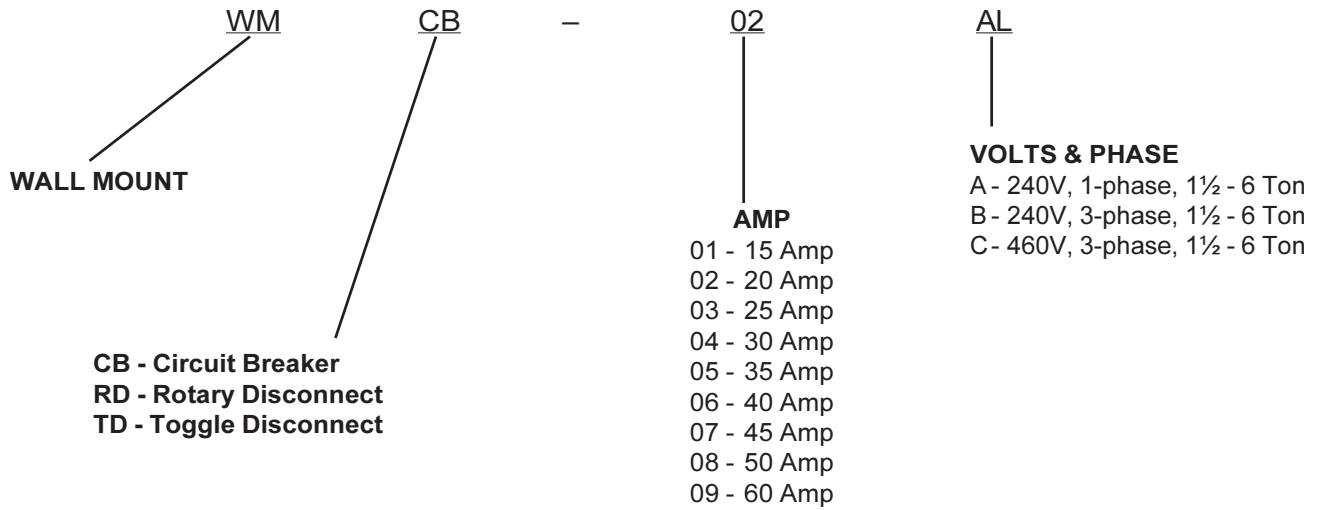 WM CB – 02 AL
WALL MOUNT
CB - Circuit Breaker
RD - Rotary Disconnect
TD - Toggle Disconnect
AMP
01 - 15 Amp
02 - 20 Amp
03 - 25 Amp
04 - 30 Amp
05 - 35 Amp
06 - 40 Amp
07 - 45 Amp
08 - 50 Amp
09 - 60 Amp
VOLTS & PHASE
A - 240V, 1-phase, 1½ - 6 Ton
B - 240V, 3-phase, 1½ - 6 Ton
C - 460V, 3-phase, 1½ - 6 Ton